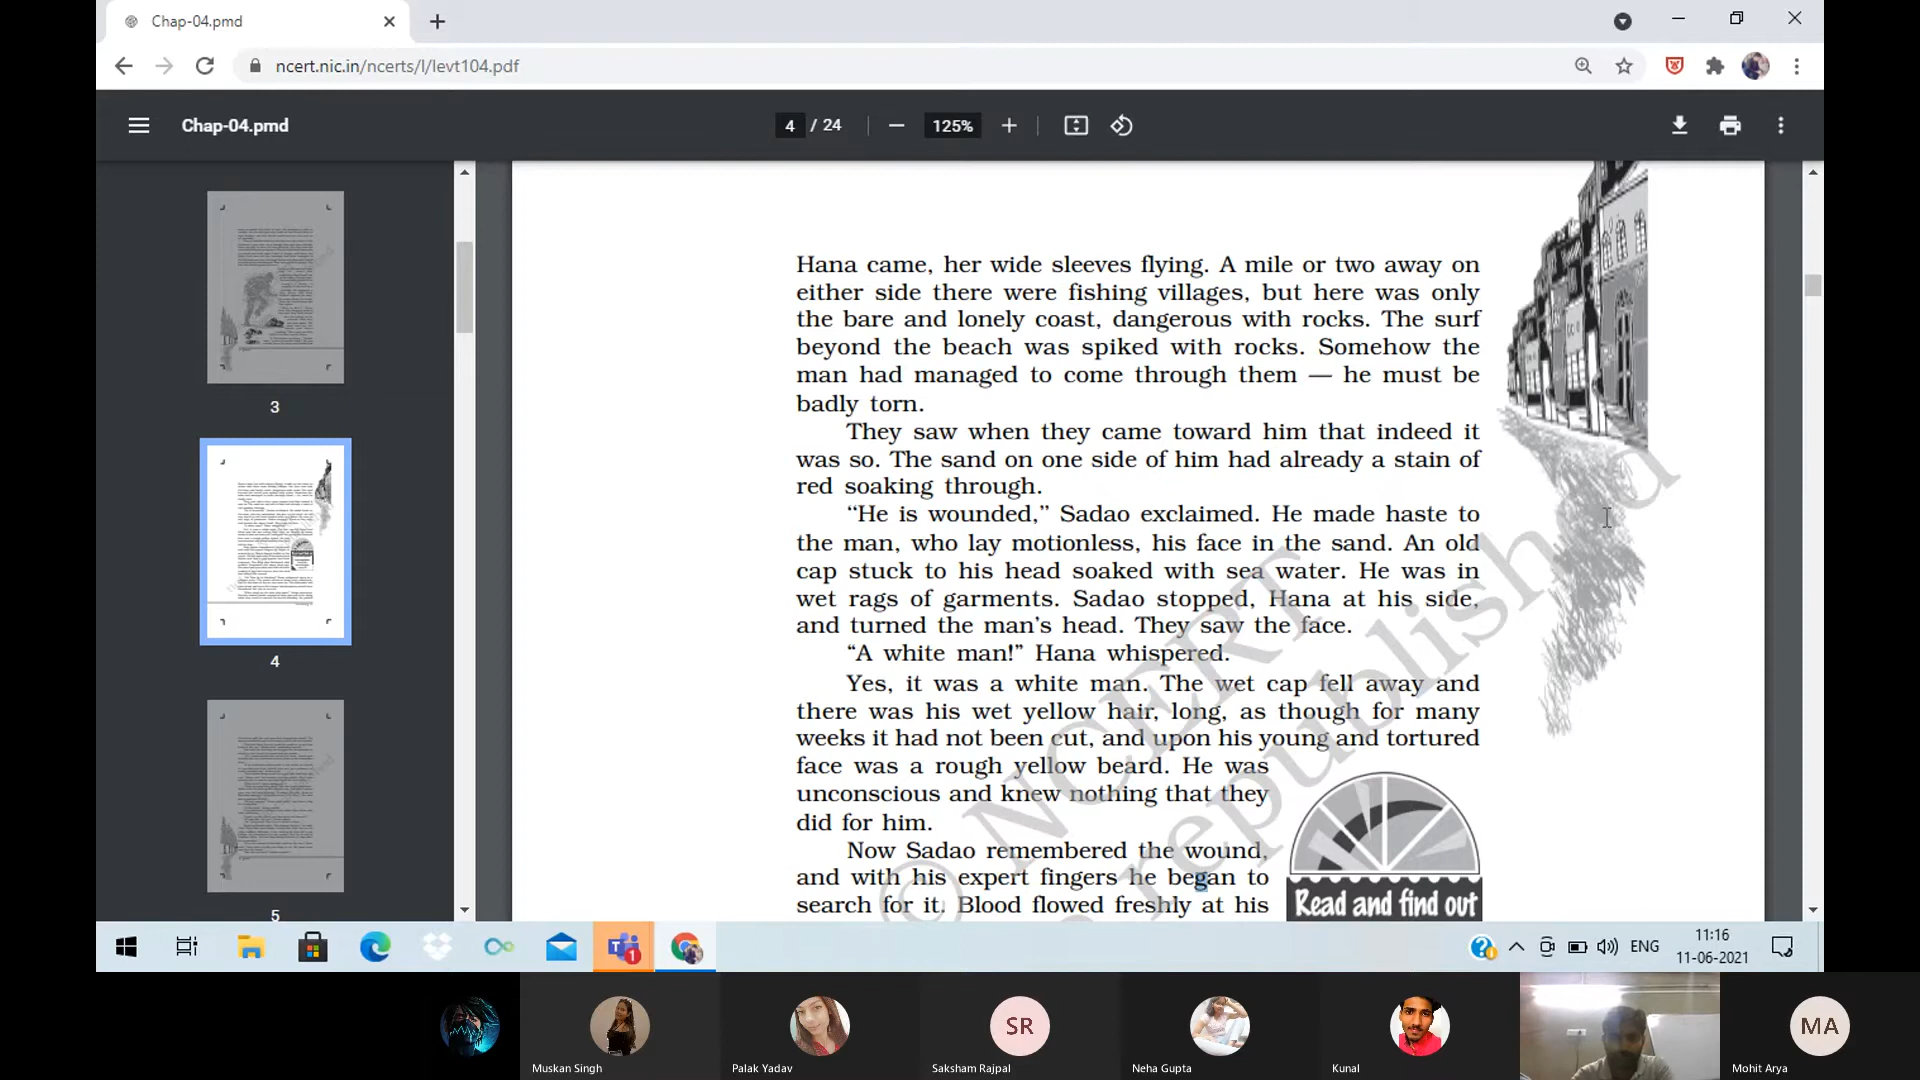 Chap-04.pmd
ncert.nic.in/ncerts/l/levt104.pdf
Chap-04.pmd
4 / 24
125%
3
4
5
Hana came, her wide sleeves flying. A mile or two away on
either side there were fishing villages, but here was only
the bare and lonely coast, dangerous with rocks. The surf
beyond the beach was spiked with rocks. Somehow the
man had managed to come through them — he must be
badly torn.
They saw when they came toward him that indeed it
was so. The sand on one side of him had already a stain of
red soaking through.
“He is wounded,” Sadao exclaimed. He made haste to
the man, who lay motionless, his face in the sand. An old
cap stuck to his head soaked with sea water. He was in
wet rags of garments. Sadao stopped, Hana at his side,
and turned the man’s head. They saw the face.
“A white man!” Hana whispered.
Yes, it was a white man. The wet cap fell away and
there was his wet yellow hair, long, as though for many
weeks it had not been cut, and upon his young and tortured
face was a rough yellow beard. He was
unconscious and knew nothing that they
did for him.
Now Sadao remembered the wound,
and with his expert fingers he began to
search for it. Blood flowed freshly at his
Read and find out
© NCERT
republished
1
ENG
11:16
11-06-2021
Muskan Singh
Palak Yadav
SR
Saksham Rajpal
Neha Gupta
Kunal
MA
Mohit Arya